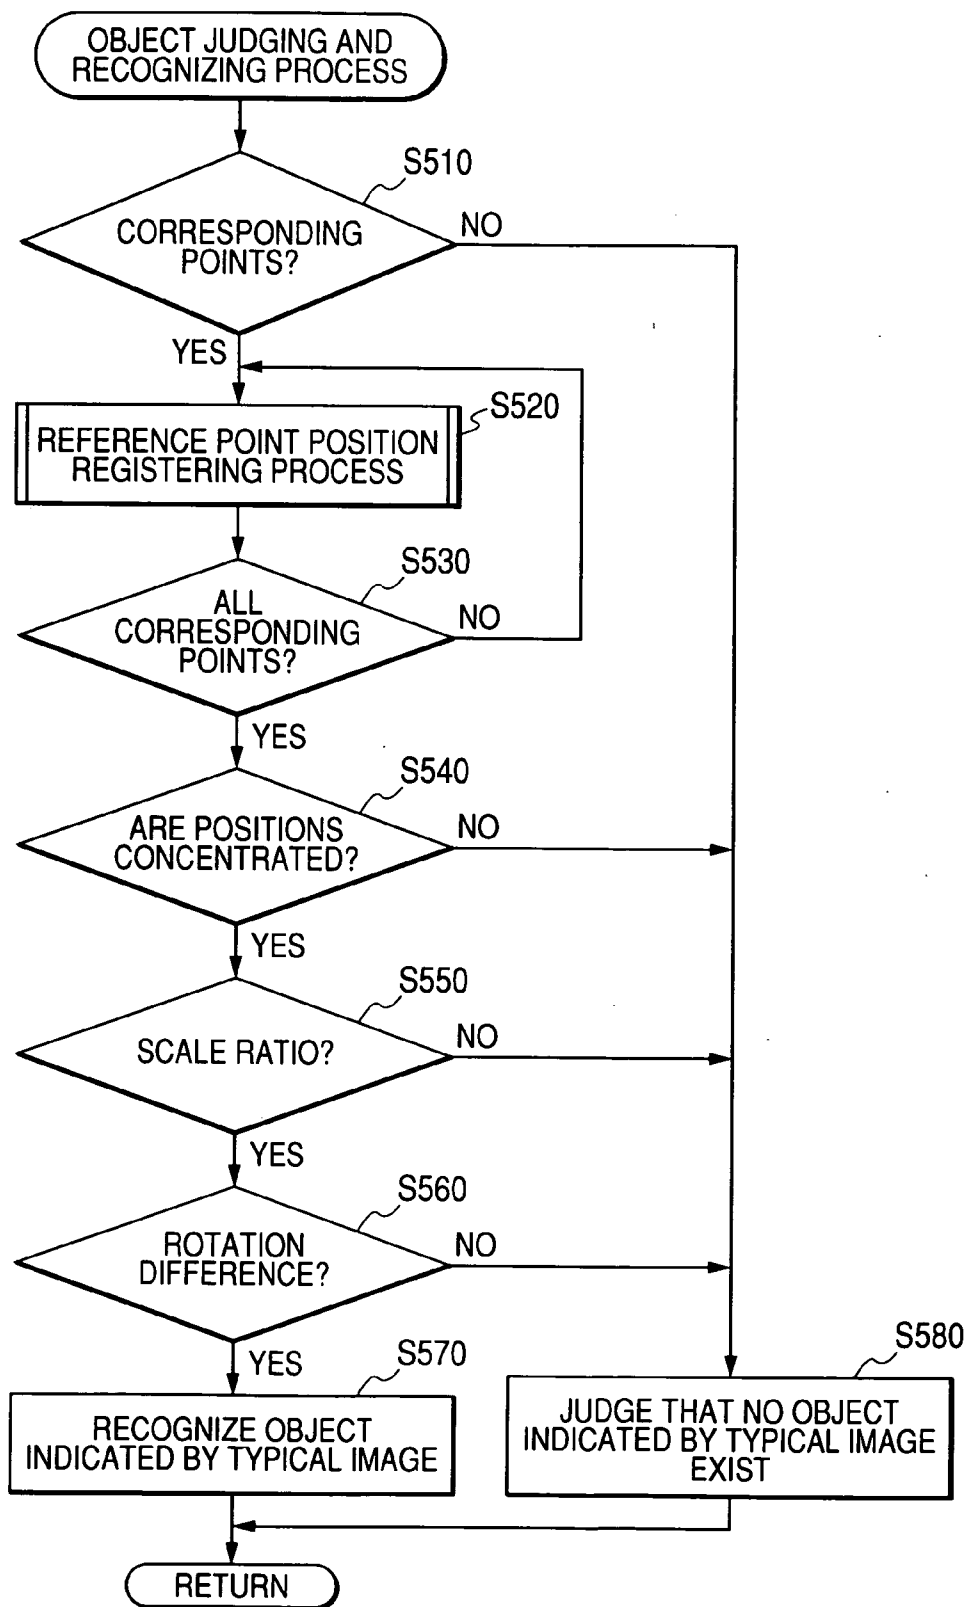 OBJECT JUDGING AND
RECOGNIZING PROCESS
S510
CORRESPONDING
POINTS?
NO
YES
S520
REFERENCE POINT POSITION
REGISTERING PROCESS
S530
ALL
CORRESPONDING
POINTS?
NO
YES
S540
ARE POSITIONS
CONCENTRATED?
NO
YES
S550
SCALE RATIO?
NO
YES
S560
ROTATION
DIFFERENCE?
NO
YES
S570
RECOGNIZE OBJECT
INDICATED BY TYPICAL IMAGE
S580
JUDGE THAT NO OBJECT
INDICATED BY TYPICAL IMAGE
EXIST
RETURN